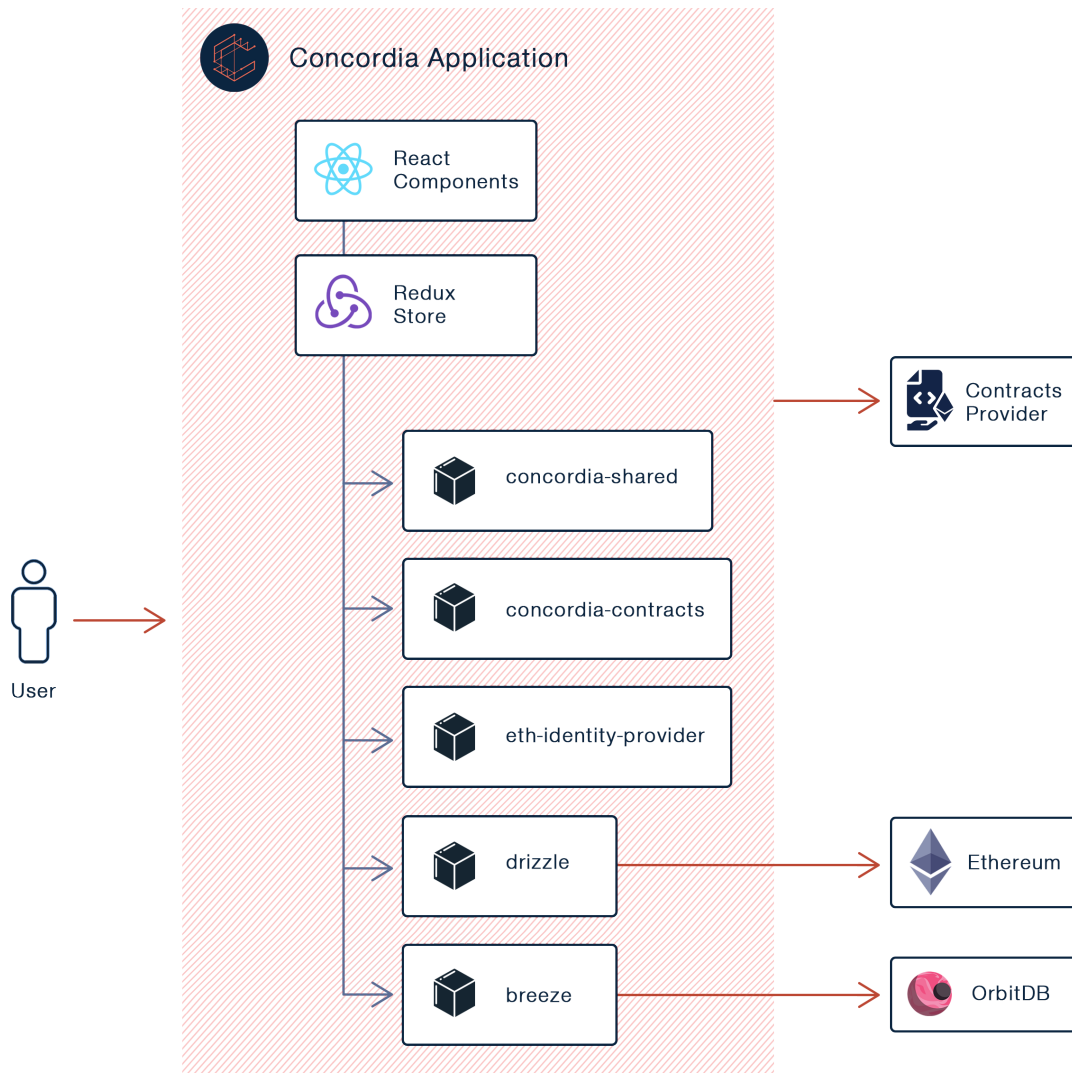 Concordia Application
React
Components
Redux
Store
Contracts
Provider
concordia-shared
concordia-contracts
User
eth-identity-provider
drizzle
Ethereum
breeze
OrbitDB